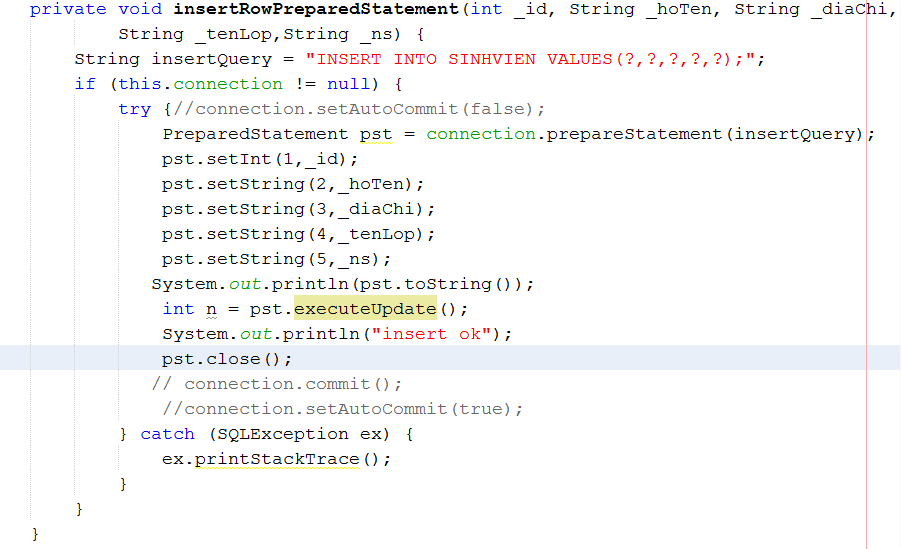 private void insertRowPreparedStatement(int _id, String _hoTen, String _diaChi,
        String _tenLop,String _ns) {
    String insertQuery = "INSERT INTO SINHVIEN VALUES(?,?,?,?,?);";
    if (this.connection != null) {
        try {//connection.setAutoCommit(false);
            PreparedStatement pst = connection.prepareStatement(insertQuery);
            pst.setInt(1,_id);
            pst.setString(2,_hoTen);
            pst.setString(3,_diaChi);
            pst.setString(4,_tenLop);
            pst.setString(5,_ns);
           System.out.println(pst.toString());
            int n = pst.executeUpdate();
            System.out.println("insert ok");
            pst.close();
           // connection.commit();
            //connection.setAutoCommit(true);
        } catch (SQLException ex) {
            ex.printStackTrace();
        }
    }
}